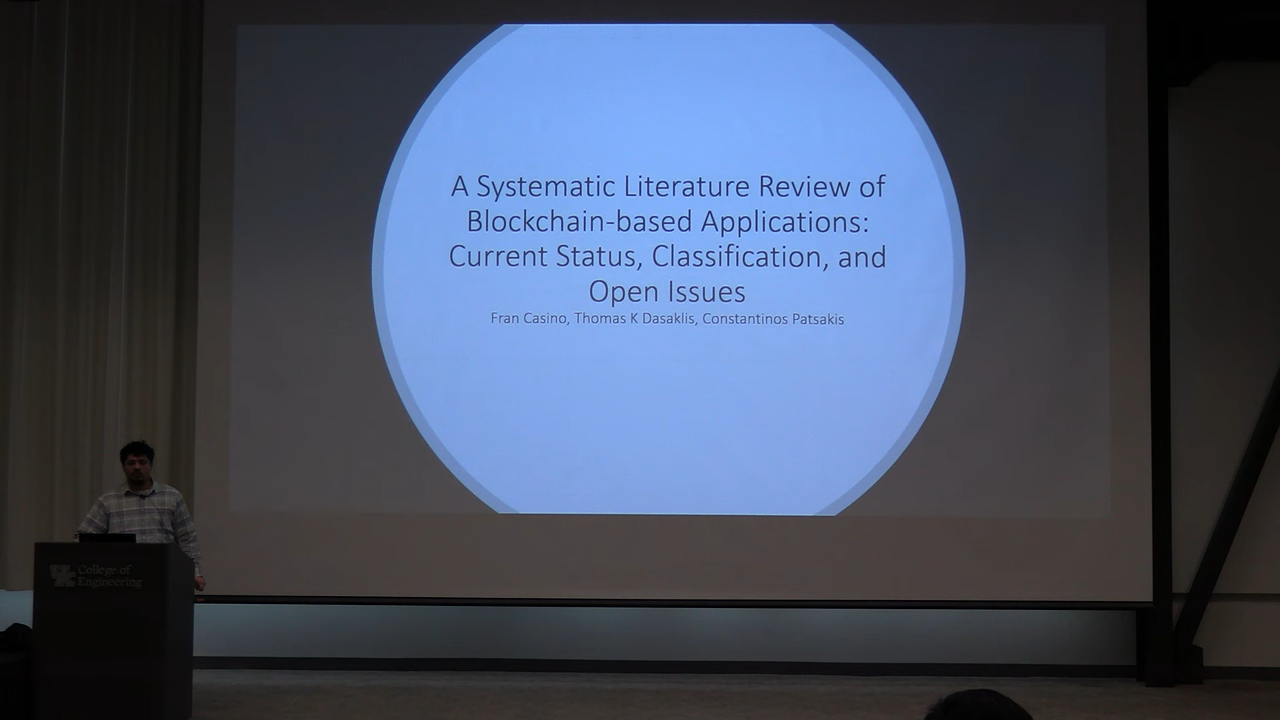 A Systematic Literature Review of
Blockchain-based Applications:
Current Status, Classification, and
Open Issues
Fran Casino, Thomas K Dasaklis, Constantinos Patsakis
UK College of
Engineering